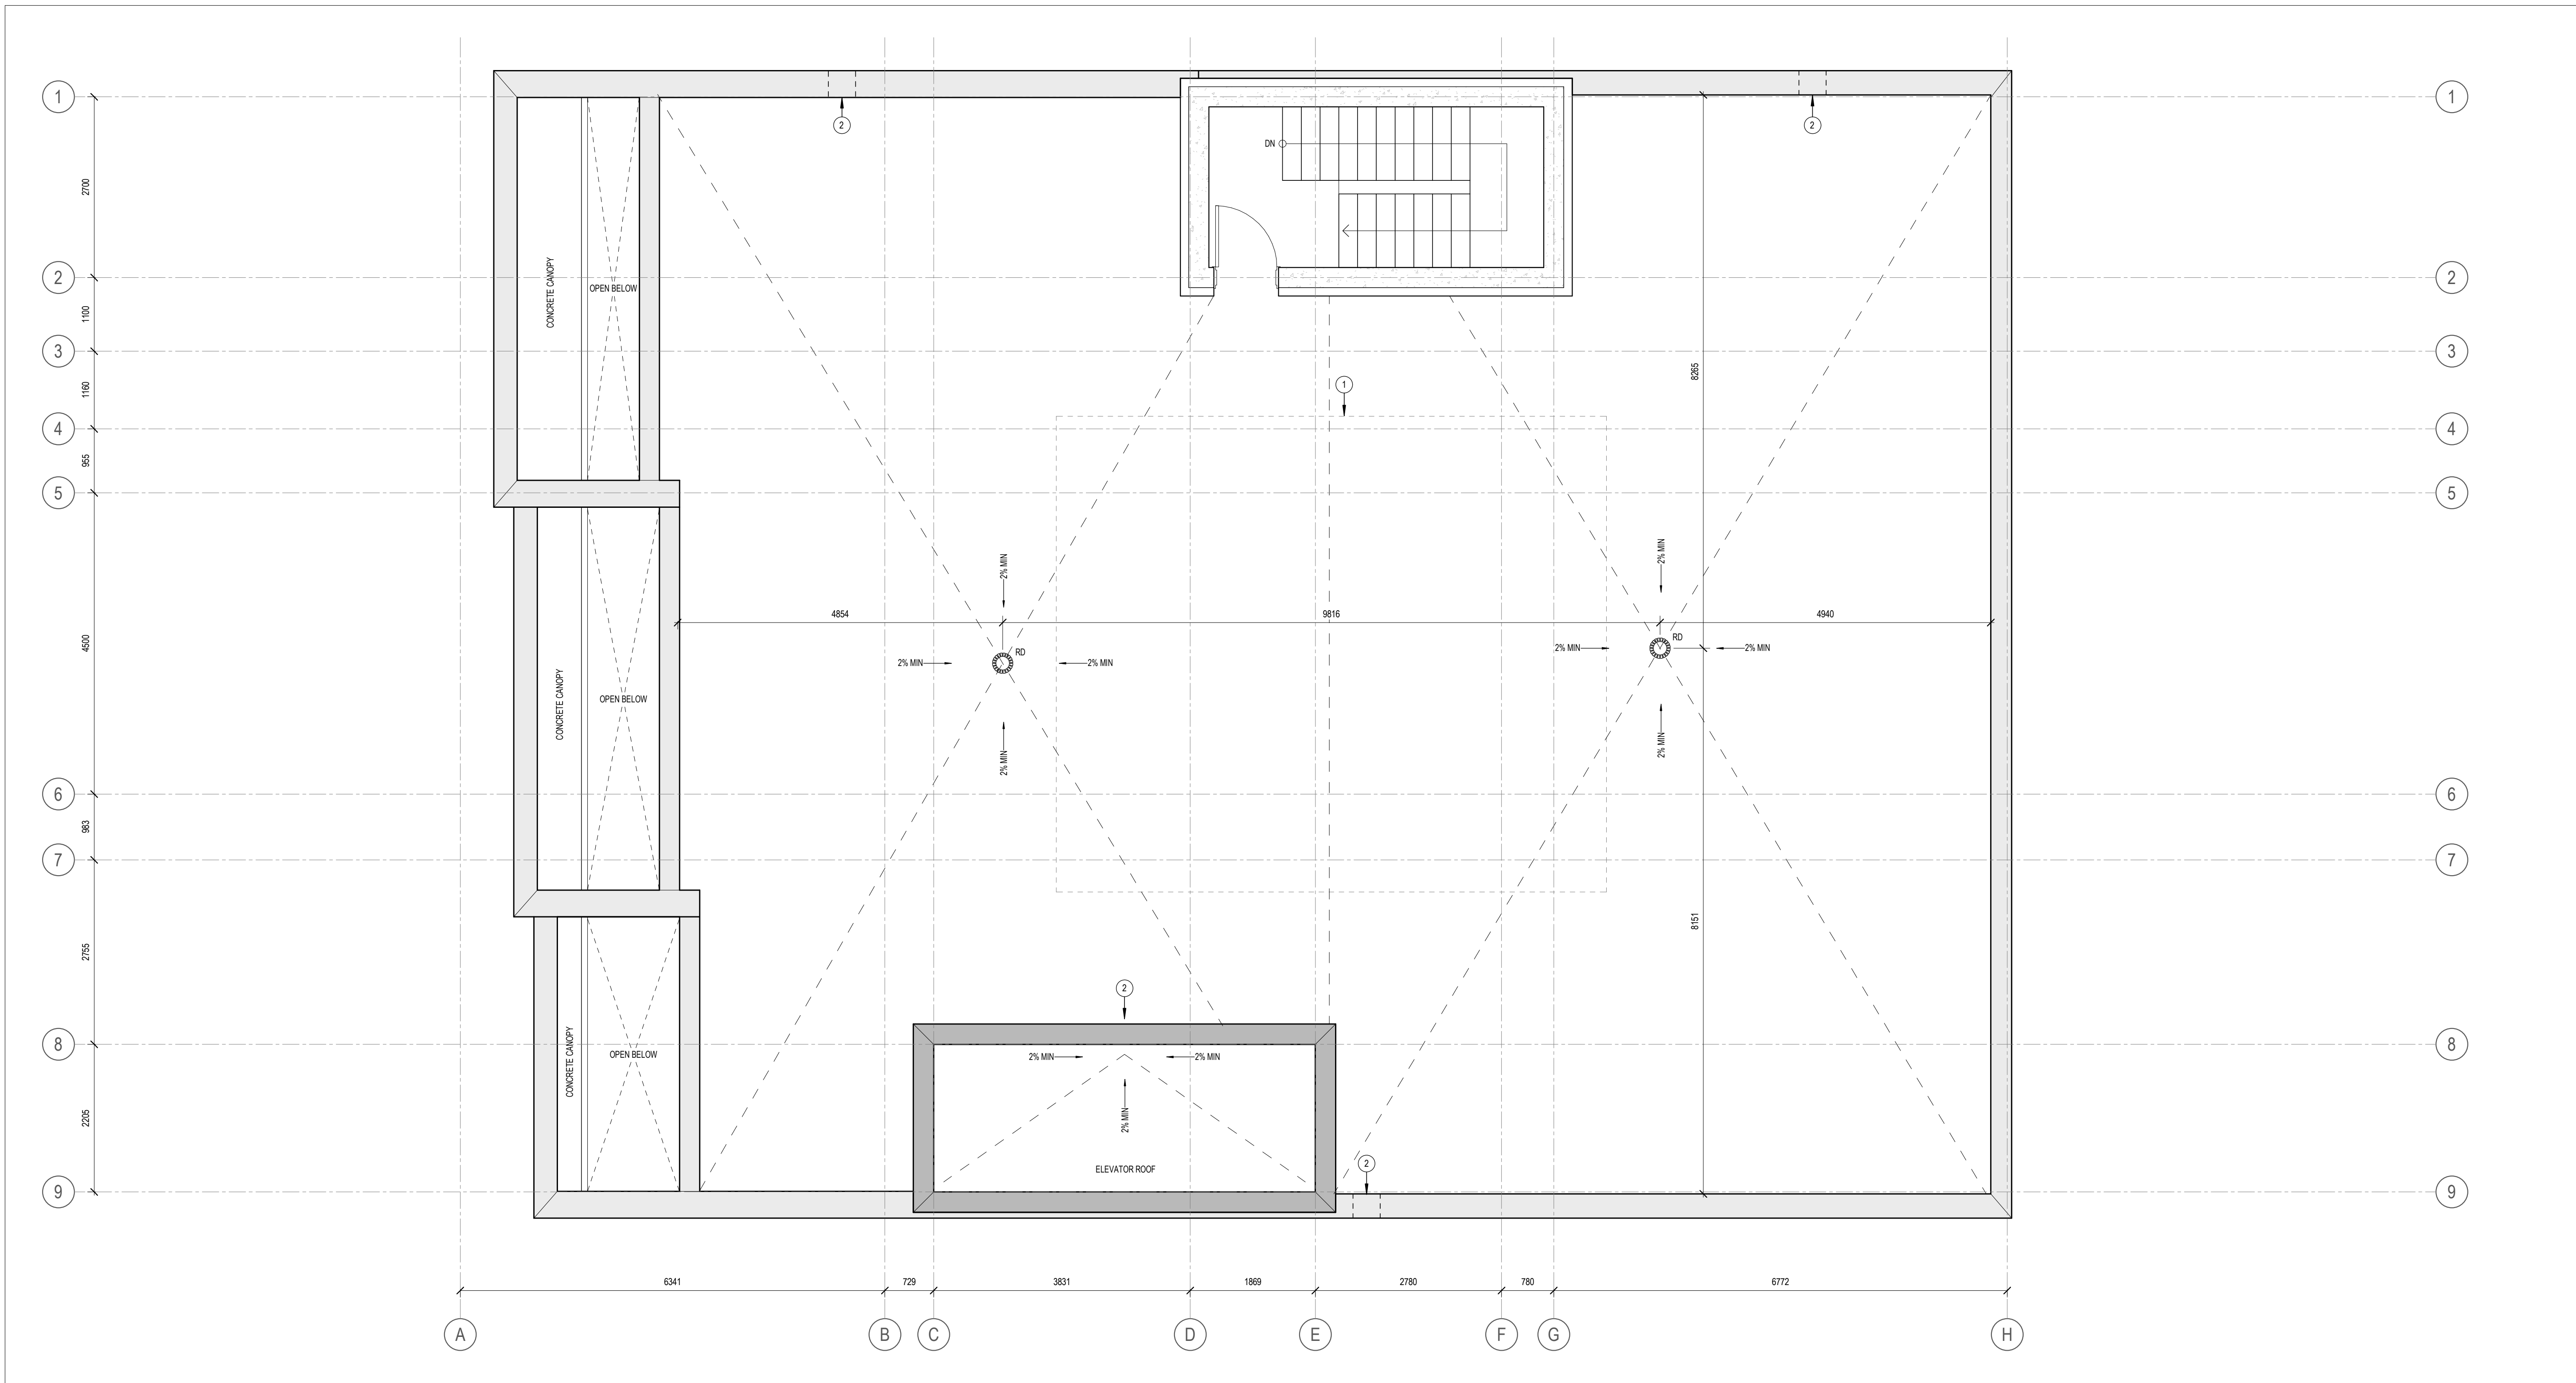 1
1
2
2
DN
2700
CONCRETE CANOPY
OPEN BELOW
2
2
1100
3
3
1
1160
8265
4
4
955
5
5
2% MIN
2% MIN
4854
9816
4940
4500
RD
RD
2% MIN
2% MIN
2% MIN
2% MIN
CONCRETE CANOPY
OPEN BELOW
2% MIN
2% MIN
6
6
983
7
7
8151
2755
2
8
8
CONCRETE CANOPY
OPEN BELOW
2% MIN
2% MIN
2% MIN
2205
ELEVATOR ROOF
2
9
9
6341
729
3831
1869
2780
780
6772
A
B
C
D
E
F
G
H